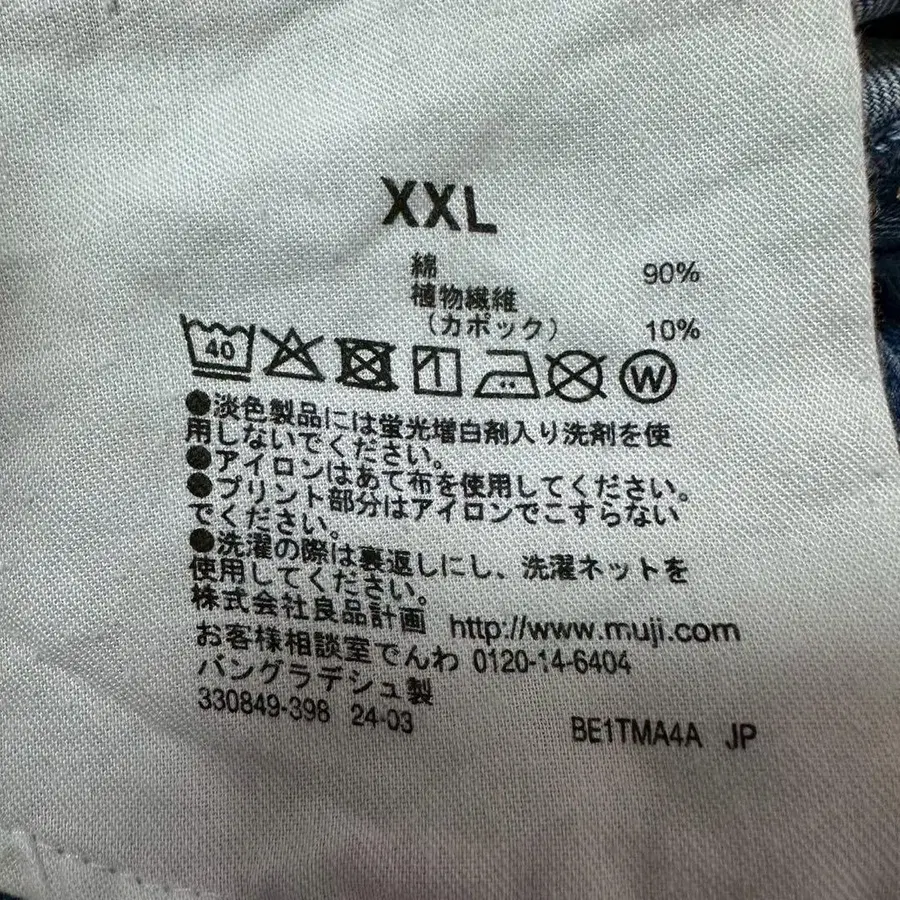 XXL
綿 90%
植物繊維
（カポック） 10%
40 W
●淡色製品には蛍光増白剤入り洗剤を使
用しないでください。
●アイロンはあて布を使用してください。
●プリント部分はアイロンでこすらない
でください。
●洗濯の際は裏返しにし、洗濯ネットを
使用してください。
株式会社良品計画 http://www.muji.com
お客様相談室でんわ 0120-14-6404
バングラデシュ製
330849-398 24-03 BE1TMA4A JP